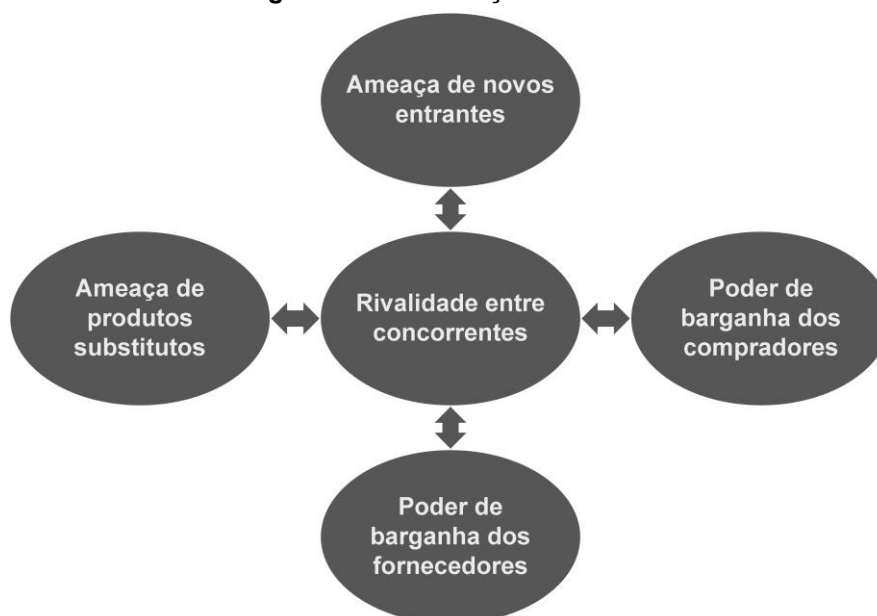 Ameaça de novos
entrantes
Ameaça de
produtos
substitutos
Rivalidade entre
concorrentes
Poder de
barganha dos
compradores
Poder de
barganha dos
fornecedores